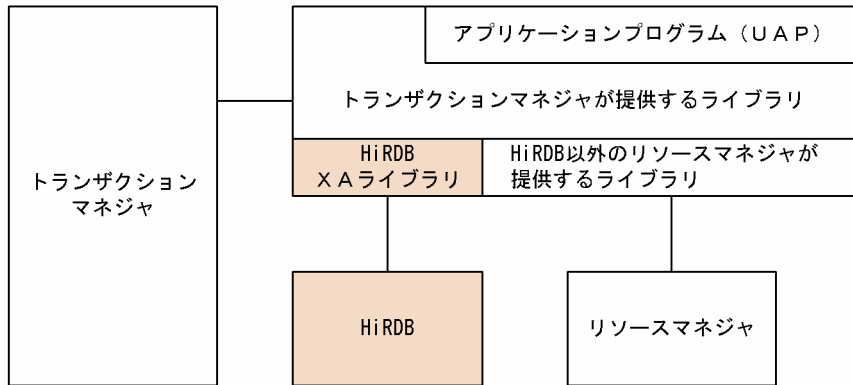 アプリケーションプログラム（ＵＡＰ）
トランザクションマネジャが提供するライブラリ
HiRDB
ＸＡライブラリ
HiRDB以外のリソースマネジャが
提供するライブラリ
トランザクション
マネジャ
HiRDB
リソースマネジャ